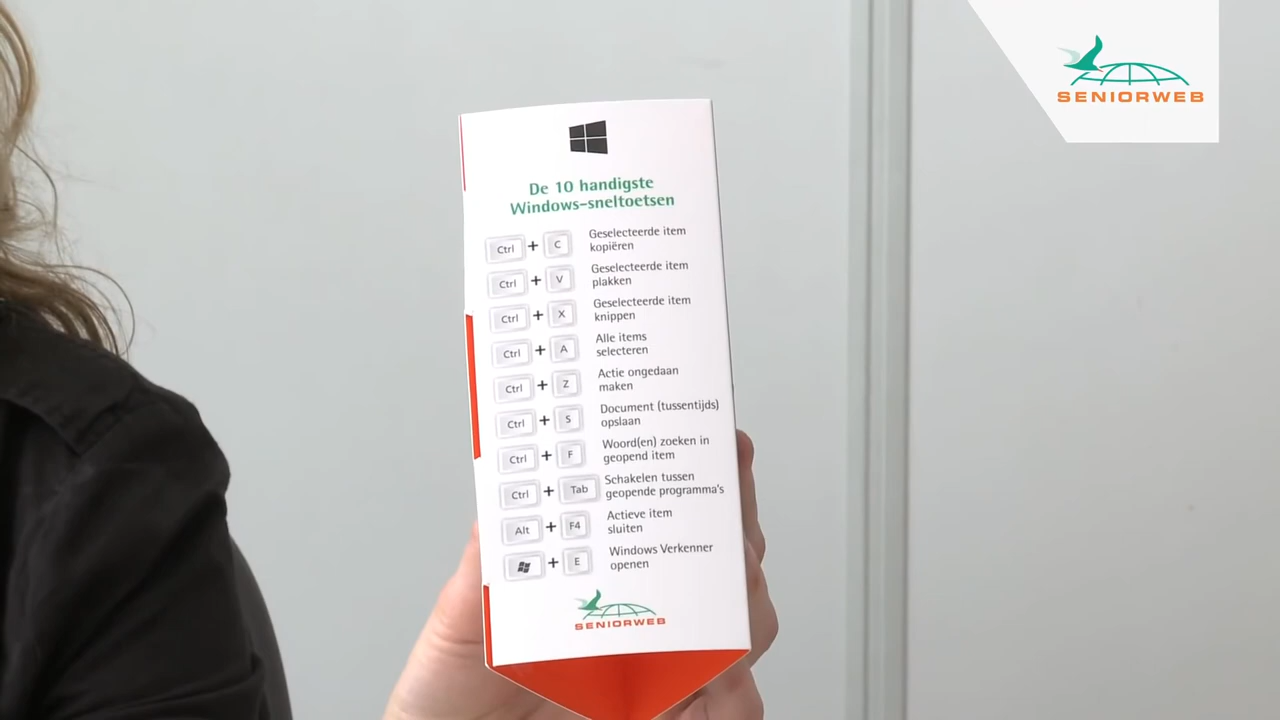 SENIORWEB
De 10 handigste
Windows-sneltoetsen
Ctrl + C Geselecteerde item
kopiëren
Ctrl + V Geselecteerde item
plakken
Ctrl + X Geselecteerde item
knippen
Ctrl + A Alle items
selecteren
Ctrl + Z Actie ongedaan
maken
Ctrl + S Document (tussentijds)
opslaan
Ctrl + F Woord(en) zoeken in
geopend item
Ctrl + Tab Schakelen tussen
geopende programma's
Alt + F4 Actieve item
sluiten
+ E Windows Verkenner
openen
SENIORWEB